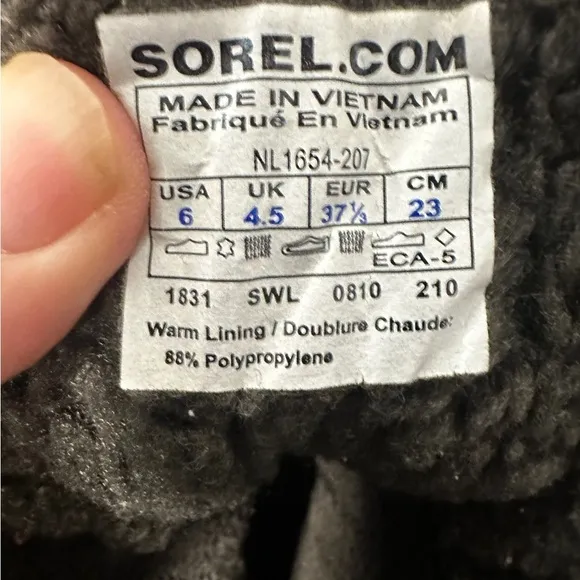 SOREL.COM
MADE IN VIETNAM
Fabriqué En Vietnam
NL1654-207
USA UK EUR CM
6 4.5 37⅓ 23
ECA-5
1831 SWL 0810 210
Warm Lining / Doublure Chaude:
88% Polypropylene